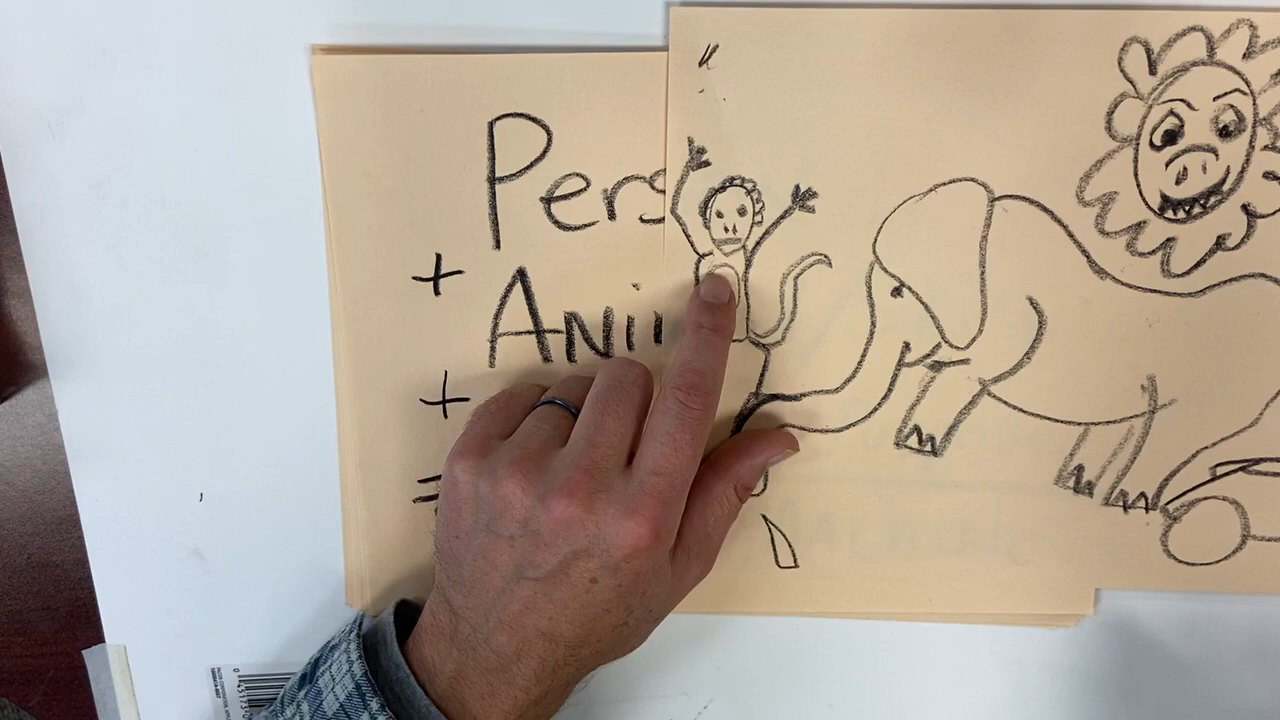 Pers
+
Ani
+
=